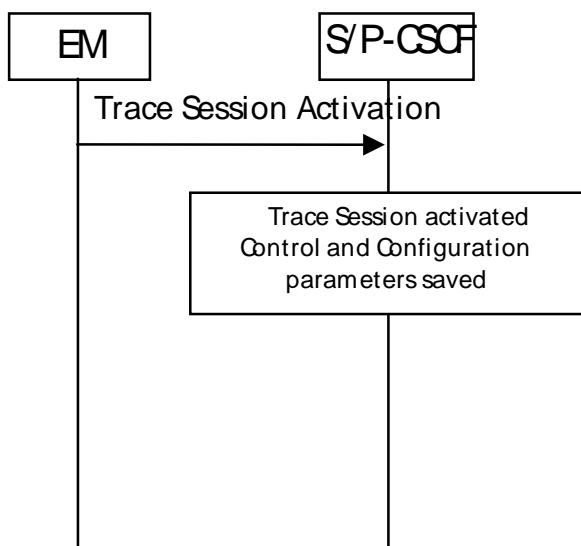 EM
S/P-CSCF
Trace Session Activation
Trace Session activated
Control and Configuration
parameters saved